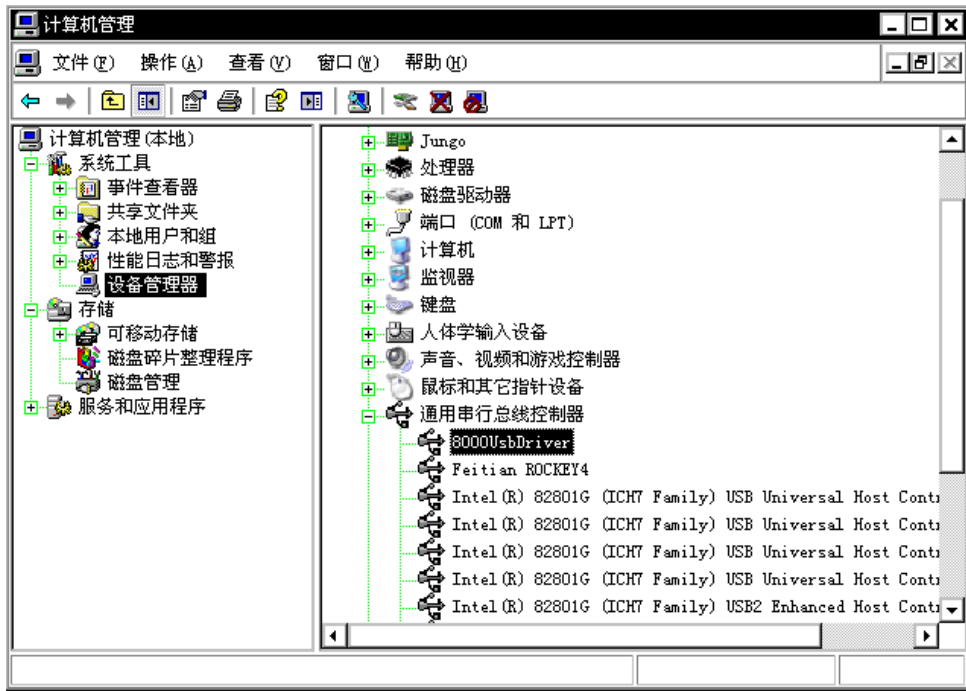 计算机管理
文件(F) 操作(A) 查看(V) 窗口(W) 帮助(H)
计算机管理(本地)
系统工具
事件查看器
共享文件夹
本地用户和组
性能日志和警报
设备管理器
存储
可移动存储
磁盘碎片整理程序
磁盘管理
服务和应用程序
Jungo
处理器
磁盘驱动器
端口 (COM 和 LPT)
计算机
监视器
键盘
人体学输入设备
声音、视频和游戏控制器
鼠标和其它指针设备
通用串行总线控制器
8000UsbDriver
Feitian ROCKEY4
Intel(R) 82801G (ICH7 Family) USB Universal Host Cont
Intel(R) 82801G (ICH7 Family) USB Universal Host Cont
Intel(R) 82801G (ICH7 Family) USB Universal Host Cont
Intel(R) 82801G (ICH7 Family) USB Universal Host Cont
Intel(R) 82801G (ICH7 Family) USB2 Enhanced Host Cont